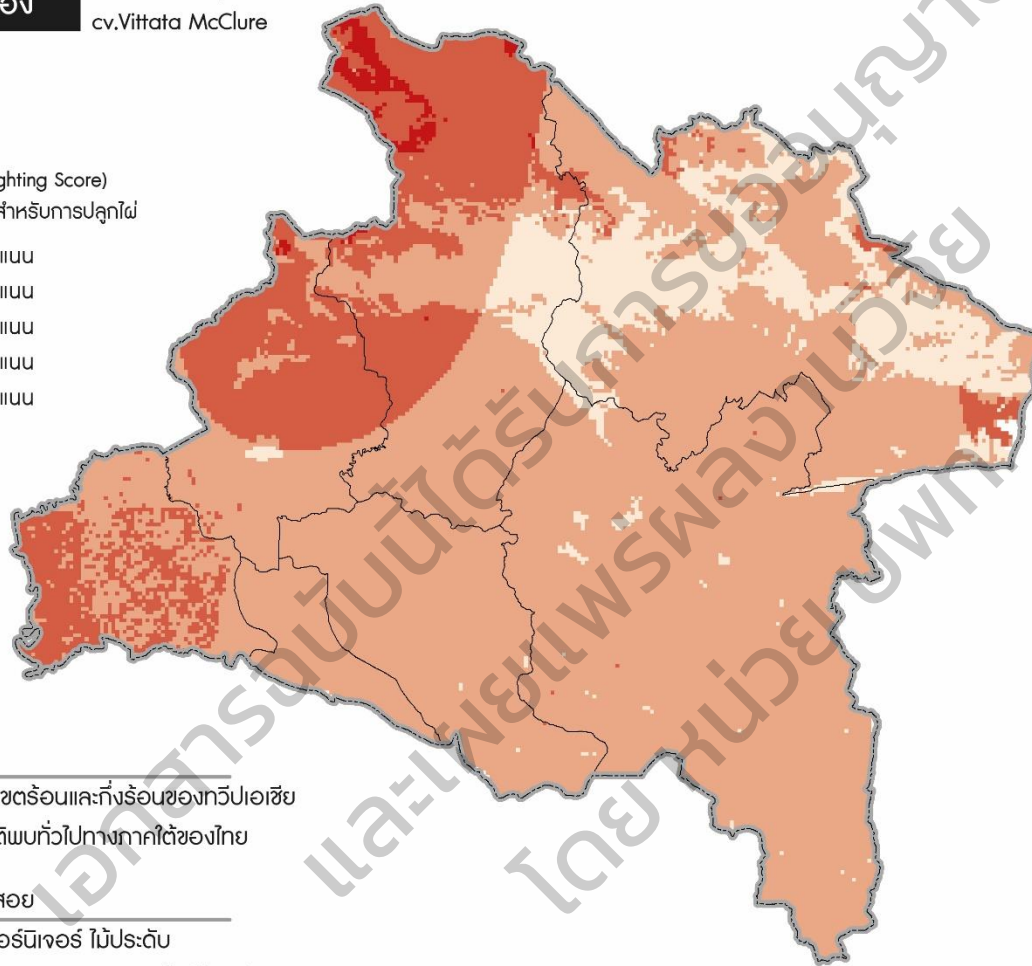 cv.Vittata McClure
ghting Score)
สำหรับการปลูกไผ่
แนน
แนน
แนน
แนน
แนน
ขตร้อนและกึ่งร้อนของทวีปเอเชีย
พบทั่วไปทางภาคใต้ของไทย
สอย
อร์นิเจอร์ ไม้ประดับ
เอกสารฉบับนี้ได้รับการขออนุญาต
และเผยแพร่ผลงานวิจัย
โดย หน่วย